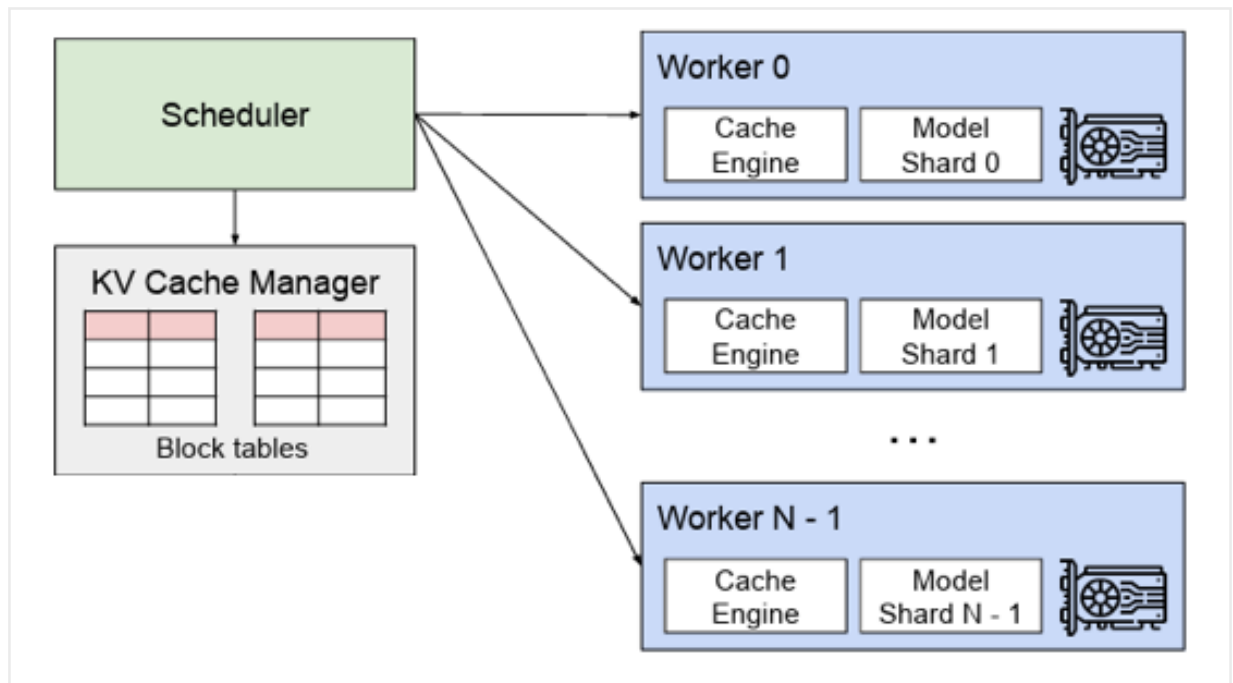 Scheduler
KV Cache Manager
Block tables
Worker 0
Cache
Engine
Model
Shard 0
Worker 1
Cache
Engine
Model
Shard 1
...
Worker N - 1
Cache
Engine
Model
Shard N - 1